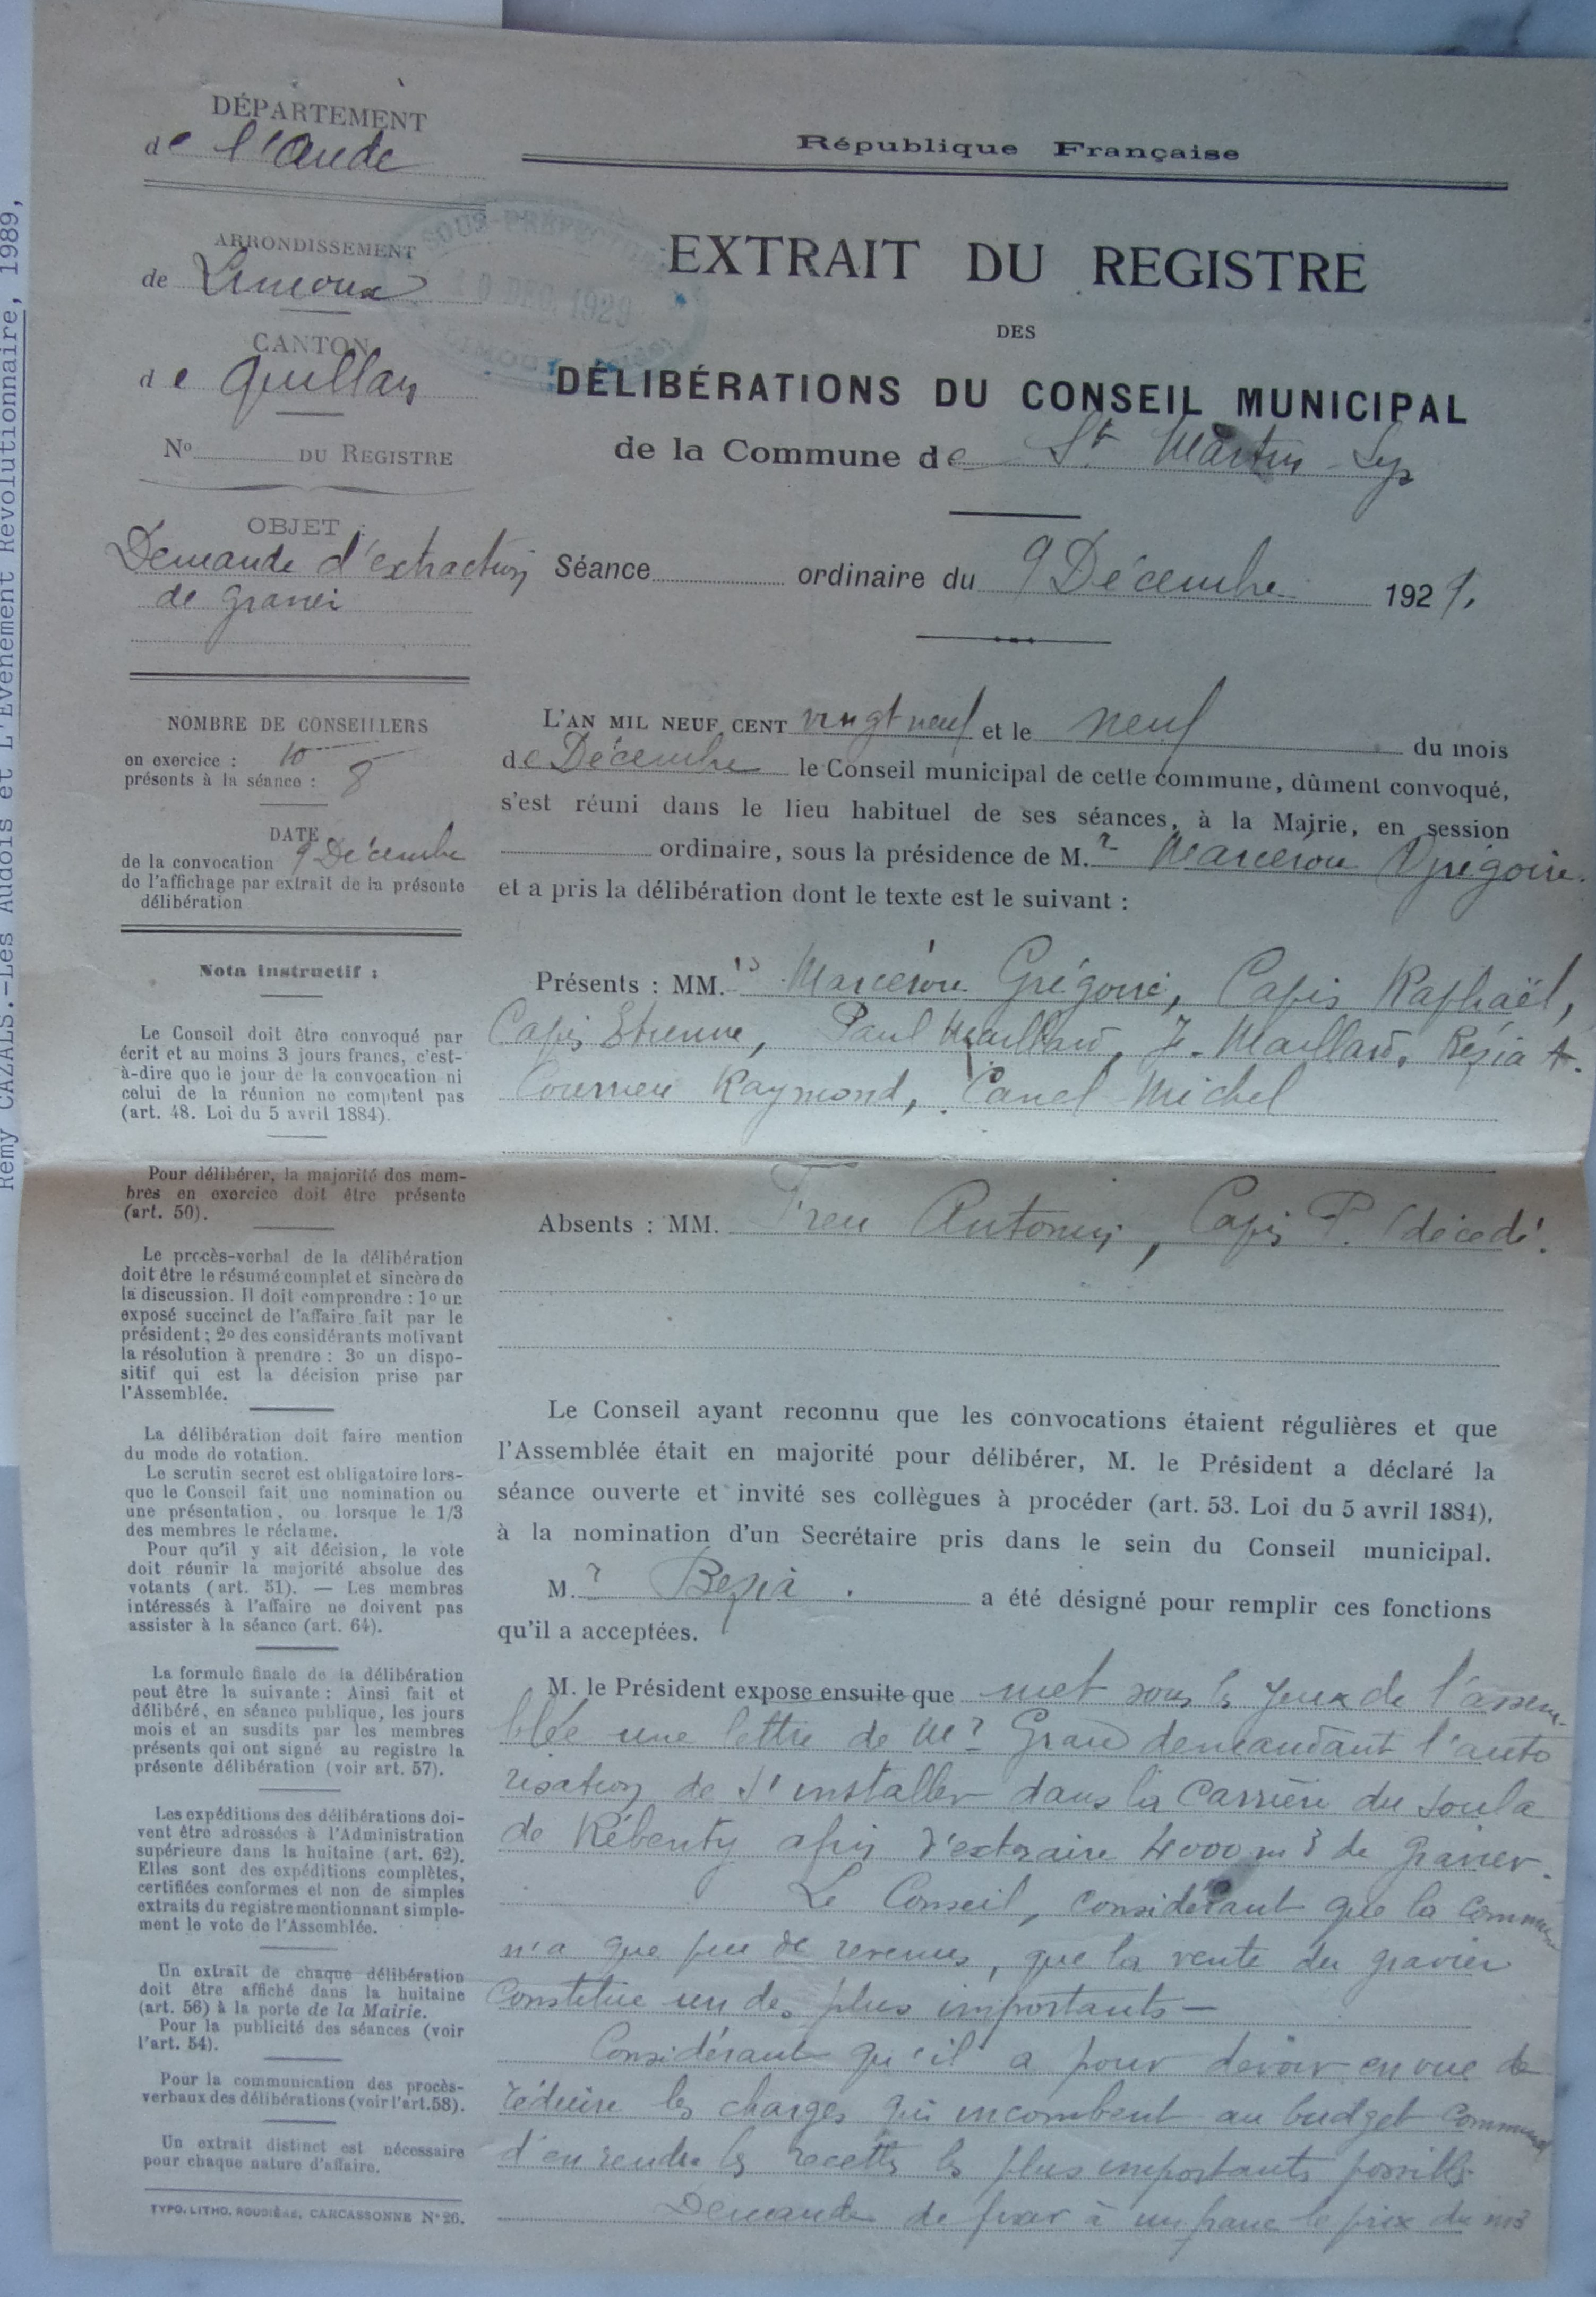 Rémy CAZALS.-Les Audois et L'Evènement Révolutionnaire, 1989,
DÉPARTEMENT
de l'Aude
ARRONDISSEMENT
de Limoux
CANTON
de Quillan
No DU REGISTRE
OBJET :
Demande d'extraction
de gravier
NOMBRE DE CONSEILLERS
en exercice : 10
présents à la séance : 8
DATE
de la convocation 9 Décembre
de l'affichage par extrait de la présente
délibération
Nota instructif :
Le Conseil doit être convoqué par
écrit et au moins 3 jours francs, c'est-
à-dire que le jour de la convocation ni
celui de la réunion ne comptent pas
(art. 48. Loi du 5 avril 1884).
Pour délibérer, la majorité des mem-
bres en exercice doit être présente
(art. 50).
Le procès-verbal de la délibération
doit être le résumé complet et sincère de
la discussion. Il doit comprendre : 1o un
exposé succinct de l'affaire fait par le
président ; 2o des considérants motivant
la résolution à prendre : 3o un dispo-
sitif qui est la décision prise par
l'Assemblée.
La délibération doit faire mention
du mode de votation.
Le scrutin secret est obligatoire lors-
que le Conseil fait une nomination ou
une présentation, ou lorsque le 1/3
des membres le réclame.
Pour qu'il y ait décision, le vote
doit réunir la majorité absolue des
votants (art. 51). — Les membres
intéressés à l'affaire ne doivent pas
assister à la séance (art. 64).
La formule finale de la délibération
peut être la suivante : Ainsi fait et
délibéré, en séance publique, les jours
mois et an susdits par les membres
présents qui ont signé au registre la
présente délibération (voir art. 57).
Les expéditions des délibérations doi-
vent être adressées à l'Administration
supérieure dans la huitaine (art. 62).
Elles sont des expéditions complètes,
certifiées conformes et non de simples
extraits du registre mentionnant simple-
ment le vote de l'Assemblée.
Un extrait de chaque délibération
doit être affiché dans la huitaine
(art. 56) à la porte de la Mairie.
Pour la publicité des séances (voir
l'art. 54).
Pour la communication des procès-
verbaux des délibérations (voir l'art. 58).
Un extrait distinct est nécessaire
pour chaque nature d'affaire.
TYPO. LITHO. ROUDIÈRE, CARCASSONNE N° 26.
SOUS-PRÉFECTURE
10 DEC. 1929
LIMOUX
République Française
EXTRAIT DU REGISTRE
DES
DÉLIBÉRATIONS DU CONSEIL MUNICIPAL
de la Commune de St Martin Lys
Séance ordinaire du 9 Décembre 1929.
L'AN MIL NEUF CENT vingt neuf et le neuf du mois
de Décembre le Conseil municipal de cette commune, dûment convoqué,
s'est réuni dans le lieu habituel de ses séances, à la Mairie, en session
ordinaire, sous la présidence de M.r Marcerou Grégoire.
et a pris la délibération dont le texte est le suivant :
Présents : MM.rs Marcerou Grégoire, Capis Raphaël,
Capis Etienne, Paul Maillard, J. Maillard, Bezia A.
Courrieu Raymond, Canel Michel
Absents : MM. Freu Antonin, Capis P. (décédé.
Le Conseil ayant reconnu que les convocations étaient régulières et que
l'Assemblée était en majorité pour délibérer, M. le Président a déclaré la
séance ouverte et invité ses collègues à procéder (art. 53. Loi du 5 avril 1884),
à la nomination d'un Secrétaire pris dans le sein du Conseil municipal.
M.r Bezia . a été désigné pour remplir ces fonctions
qu'il a acceptées.
M. le Président expose ensuite que met sous les yeux de l'assem-
blée une lettre de Mr Graud demandant l'auto
risation de s'installer dans la carrière du Soula
de Rébenty afin d'extraire 4000 m3 de gravier.
Le Conseil, considérant que la commune
n'a que peu de revenus, que la vente du gravier
constitue un des plus importants —
Considérant qu'il a pour devoir en vue de
réduire les charges qui incombent au budget communal
d'en rendre les recettes les plus importants possibles
Demande de fixer à un franc le prix du m3